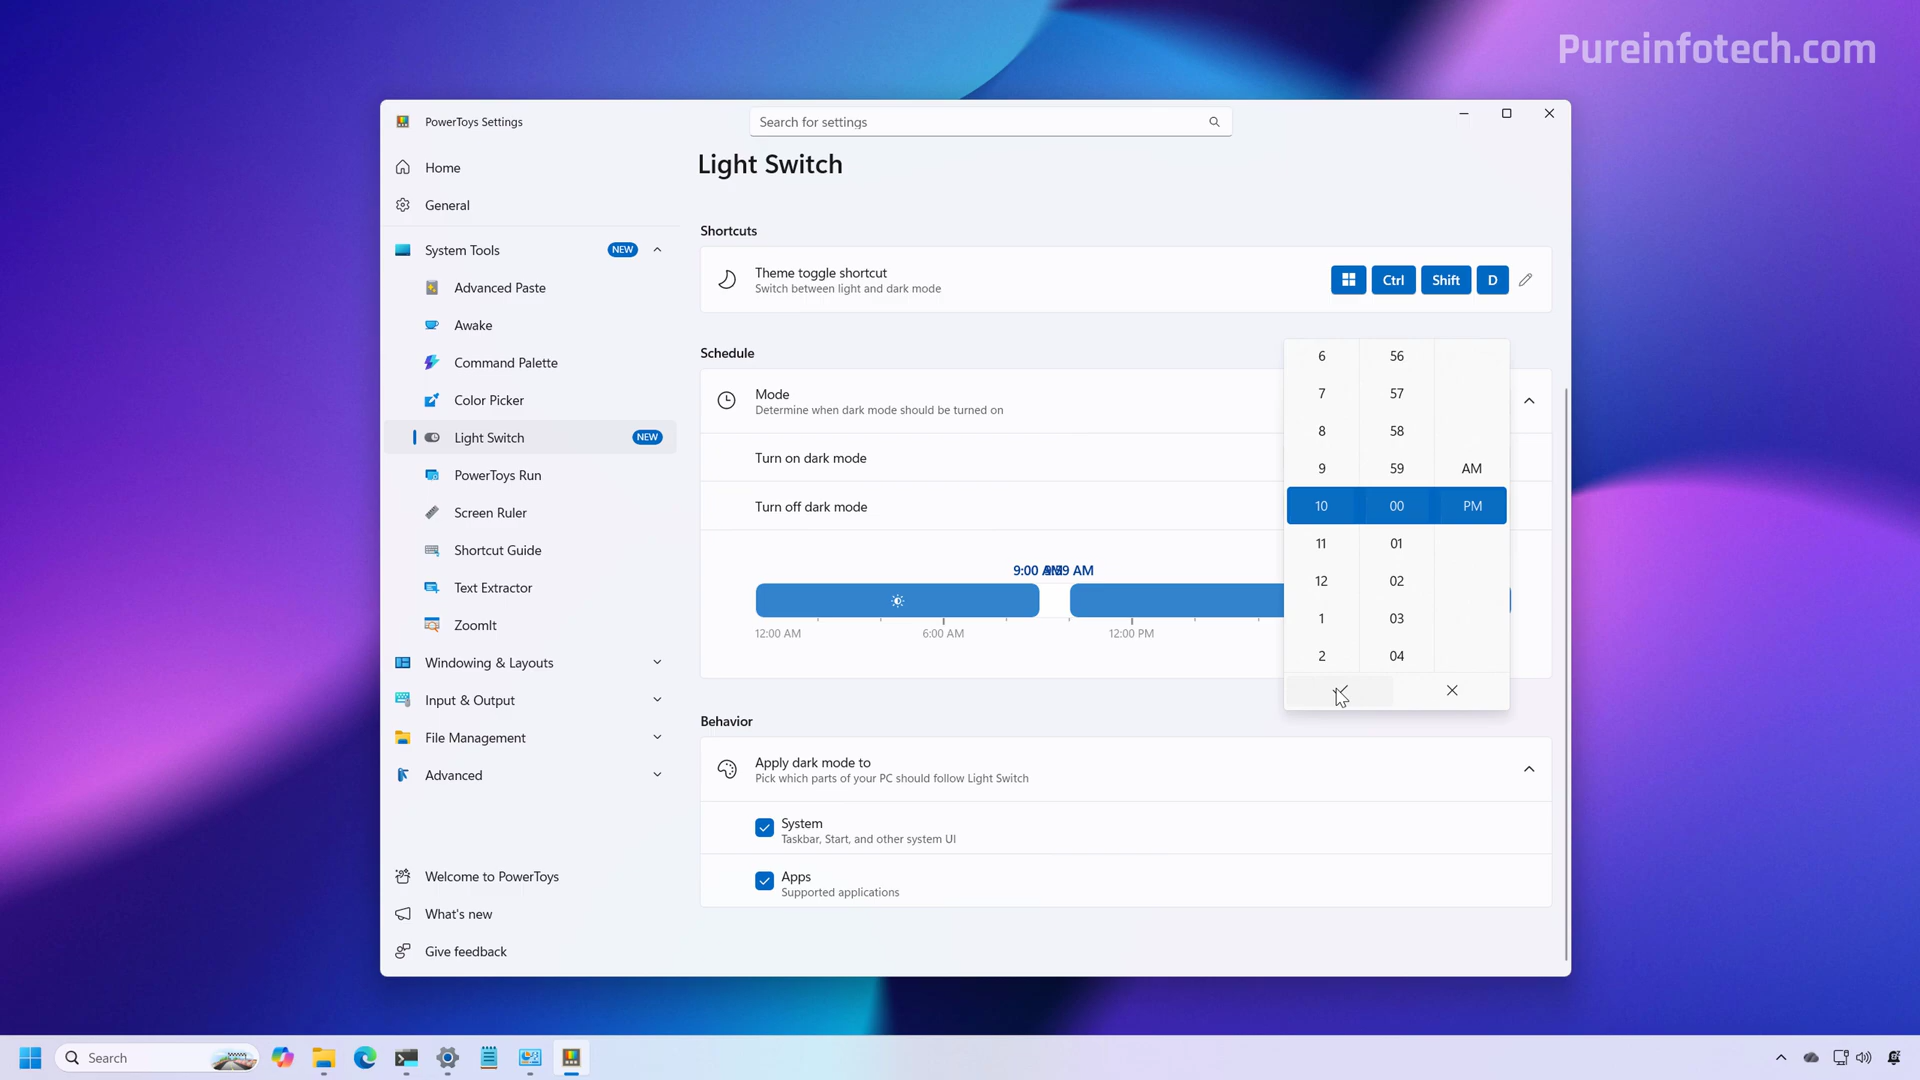 Pureinfotech.com
PowerToys Settings
Search for settings
Home
General
System Tools NEW
Advanced Paste
Awake
Command Palette
Color Picker
Light Switch NEW
PowerToys Run
Screen Ruler
Shortcut Guide
Text Extractor
ZoomIt
Windowing & Layouts
Input & Output
File Management
Advanced
Welcome to PowerToys
What's new
Give feedback
Light Switch
Shortcuts
Theme toggle shortcut
Switch between light and dark mode
Ctrl Shift D
Schedule
Mode
Determine when dark mode should be turned on
Turn on dark mode
Turn off dark mode
9:00 AM
AM
12:00 AM 6:00 AM 12:00 PM
6 56
7 57
8 58
9 59 AM
10 00 PM
11 01
12 02
1 03
2 04
Behavior
Apply dark mode to
Pick which parts of your PC should follow Light Switch
System
Taskbar, Start, and other system UI
Apps
Supported applications
Search